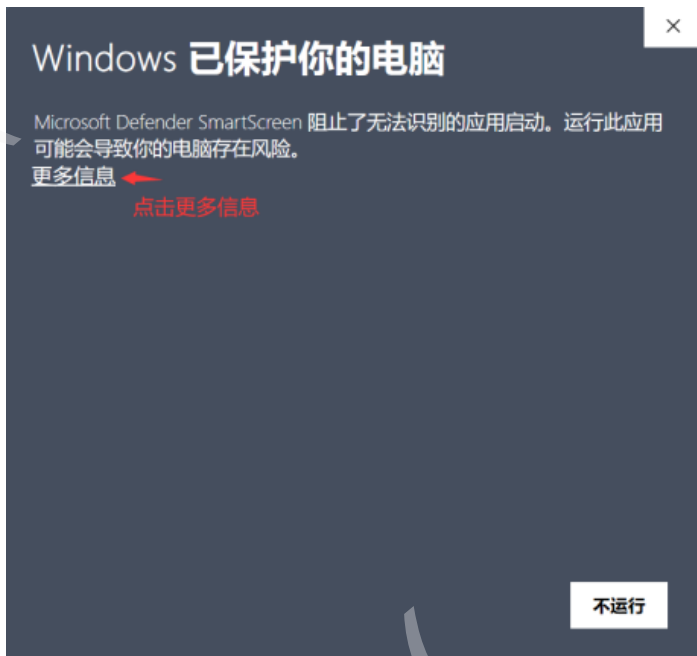 Windows 已保护你的电脑
Microsoft Defender SmartScreen 阻止了无法识别的应用启动。运行此应用
可能会导致你的电脑存在风险。
更多信息
点击更多信息
不运行